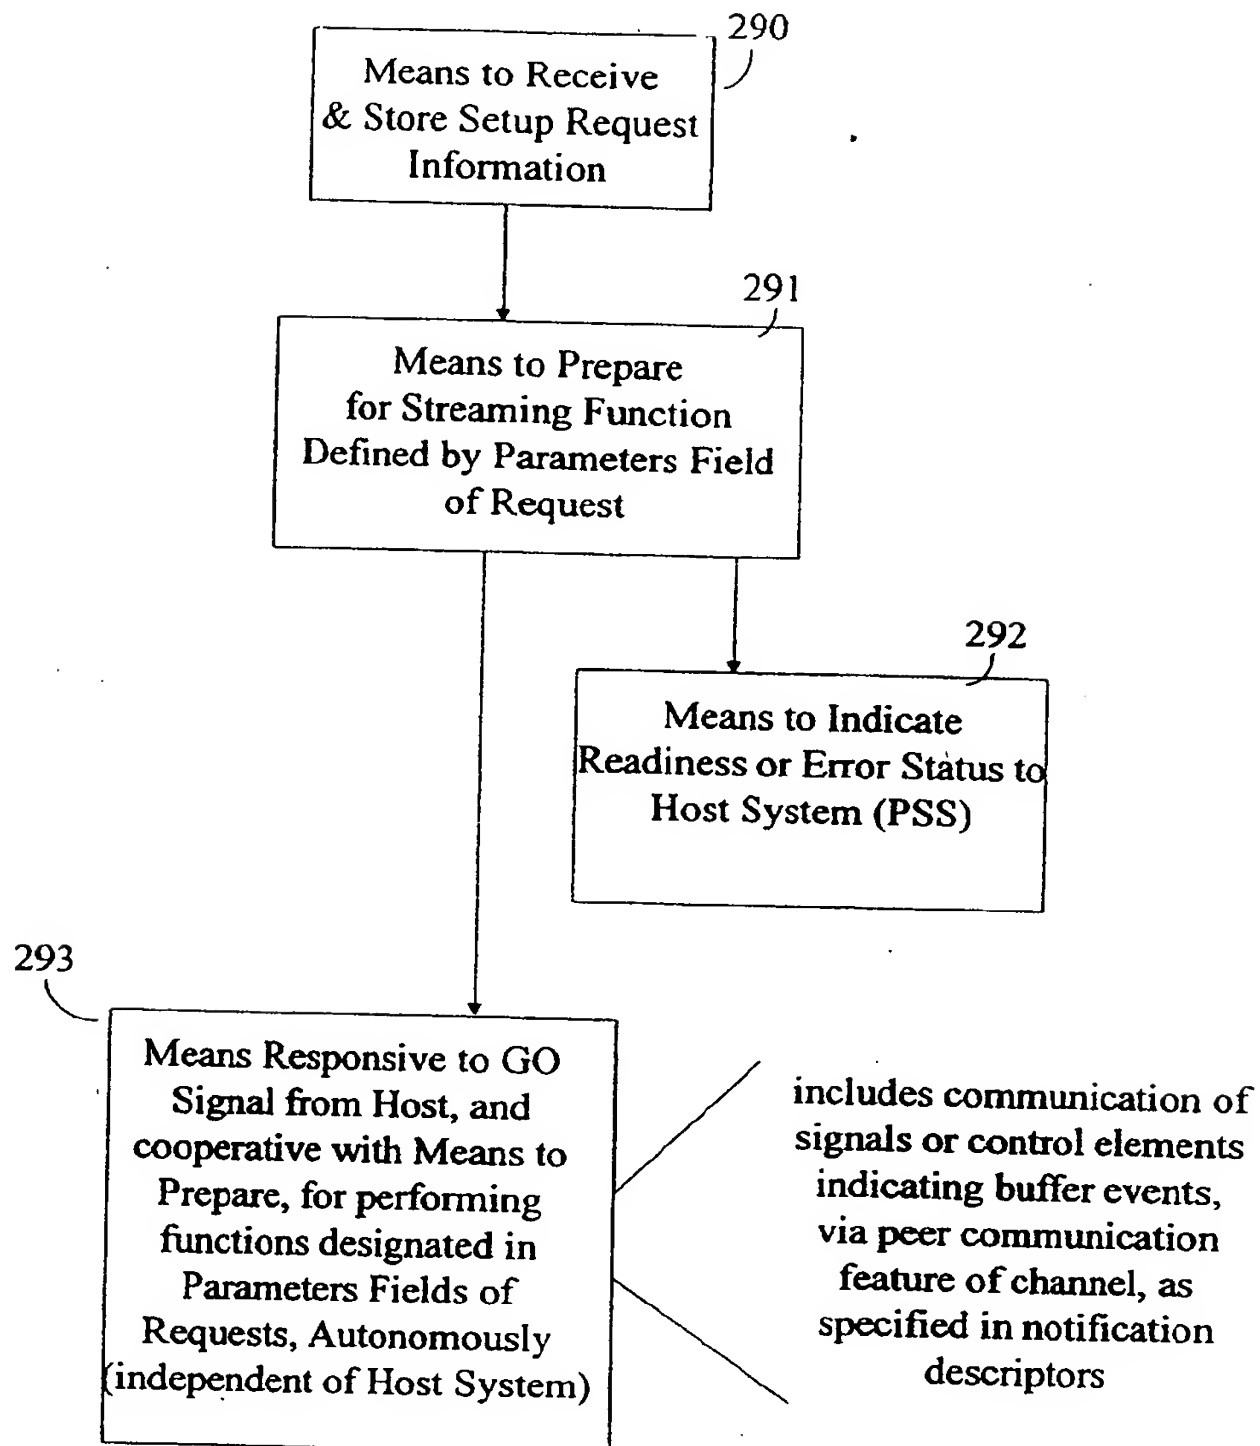 290
Means to Receive
& Store Setup Request
Information
291
Means to Prepare
for Streaming Function
Defined by Parameters Field
of Request
292
Means to Indicate
Readiness or Error Status to
Host System (PSS)
293
Means Responsive to GO
Signal from Host, and
cooperative with Means to
Prepare, for performing
functions designated in
Parameters Fields of
Requests, Autonomously
(independent of Host System)
includes communication of
signals or control elements
indicating buffer events,
via peer communication
feature of channel, as
specified in notification
descriptors